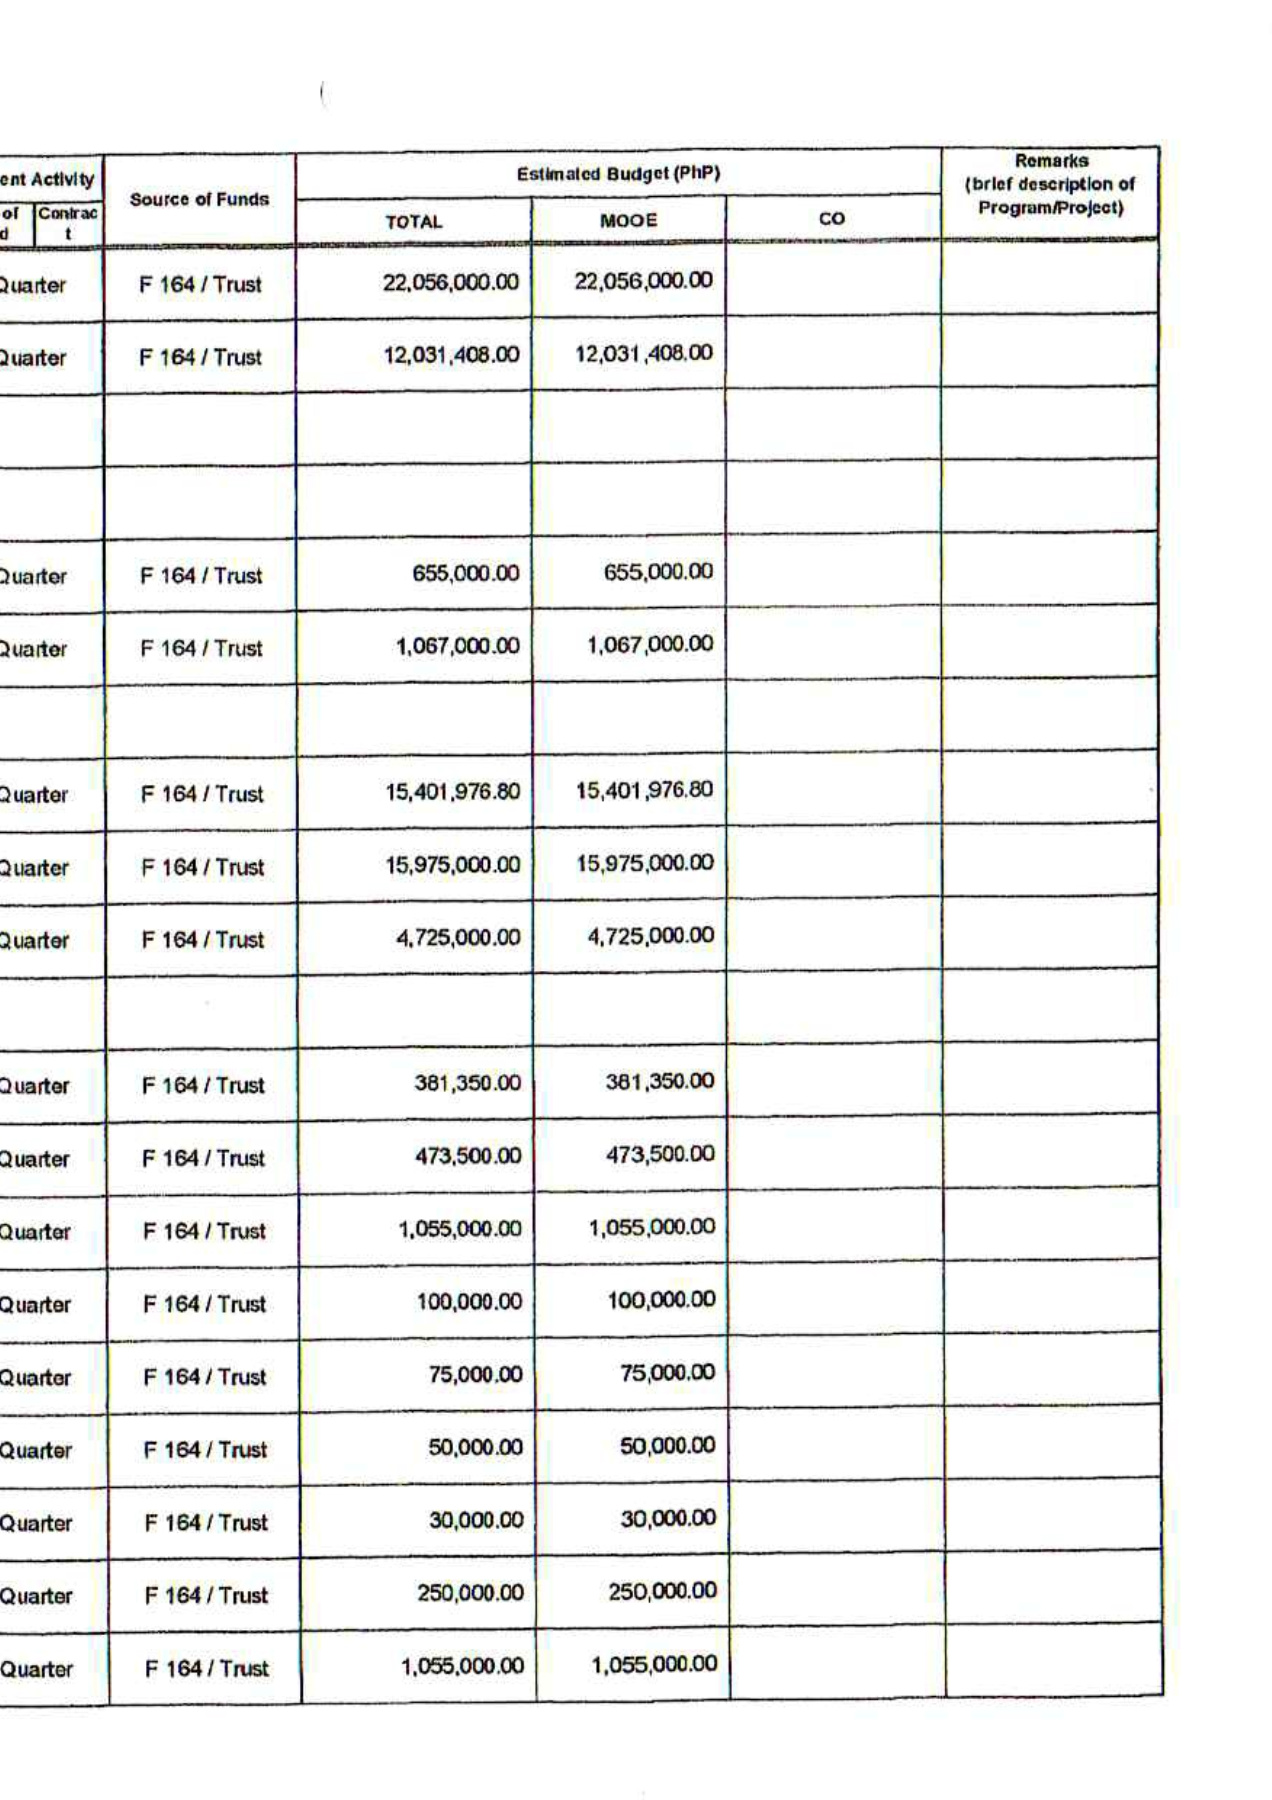 ent Activity
Source of Funds
Estimated Budget (PhP)
Remarks
(brief description of
Program/Project)
of
d
Contrac
t
TOTAL MOOE CO
Quarter F 164 / Trust 22,056,000.00 22,056,000.00
Quarter F 164 / Trust 12,031,408.00 12,031,408.00
Quarter F 164 / Trust 655,000.00 655,000.00
Quarter F 164 / Trust 1,067,000.00 1,067,000.00
Quarter F 164 / Trust 15,401,976.80 15,401,976.80
Quarter F 164 / Trust 15,975,000.00 15,975,000.00
Quarter F 164 / Trust 4,725,000.00 4,725,000.00
Quarter F 164 / Trust 381,350.00 381,350.00
Quarter F 164 / Trust 473,500.00 473,500.00
Quarter F 164 / Trust 1,055,000.00 1,055,000.00
Quarter F 164 / Trust 100,000.00 100,000.00
Quarter F 164 / Trust 75,000.00 75,000.00
Quarter F 164 / Trust 50,000.00 50,000.00
Quarter F 164 / Trust 30,000.00 30,000.00
Quarter F 164 / Trust 250,000.00 250,000.00
Quarter F 164 / Trust 1,055,000.00 1,055,000.00